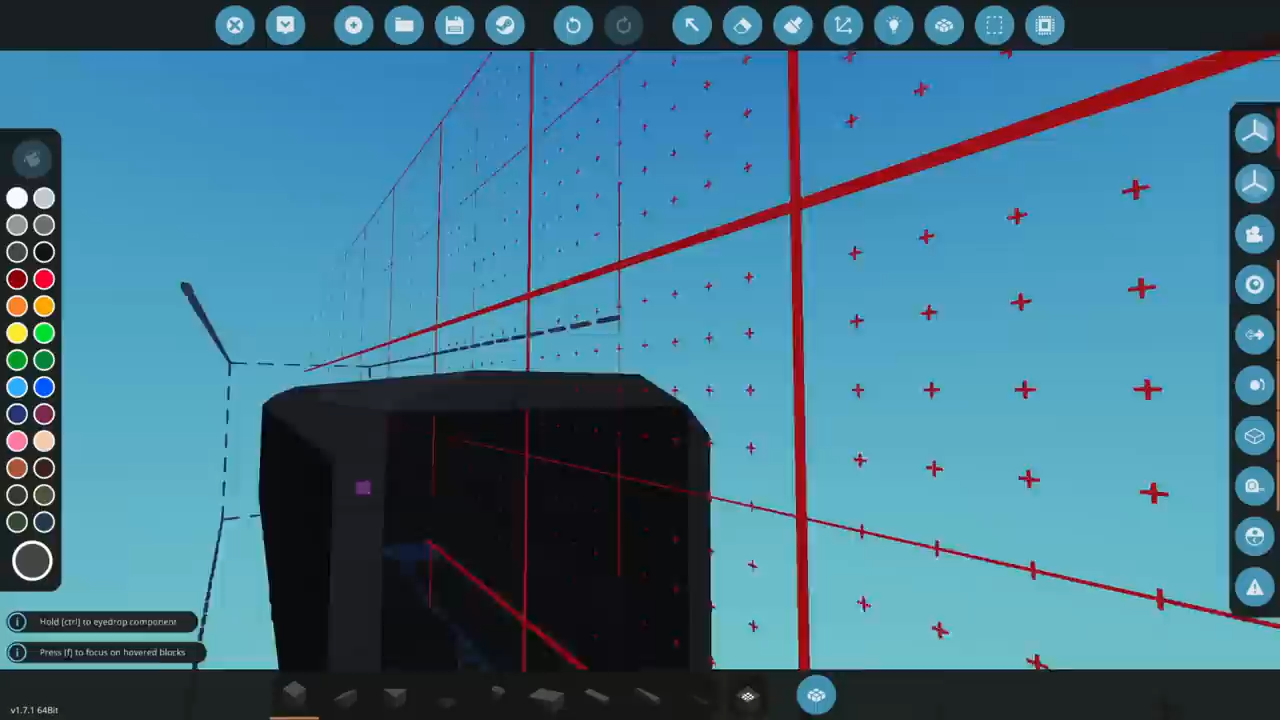 Hold [ctrl] to eyedrop component
Press [f] to focus on hovered blocks
v1.7.1 64Bit